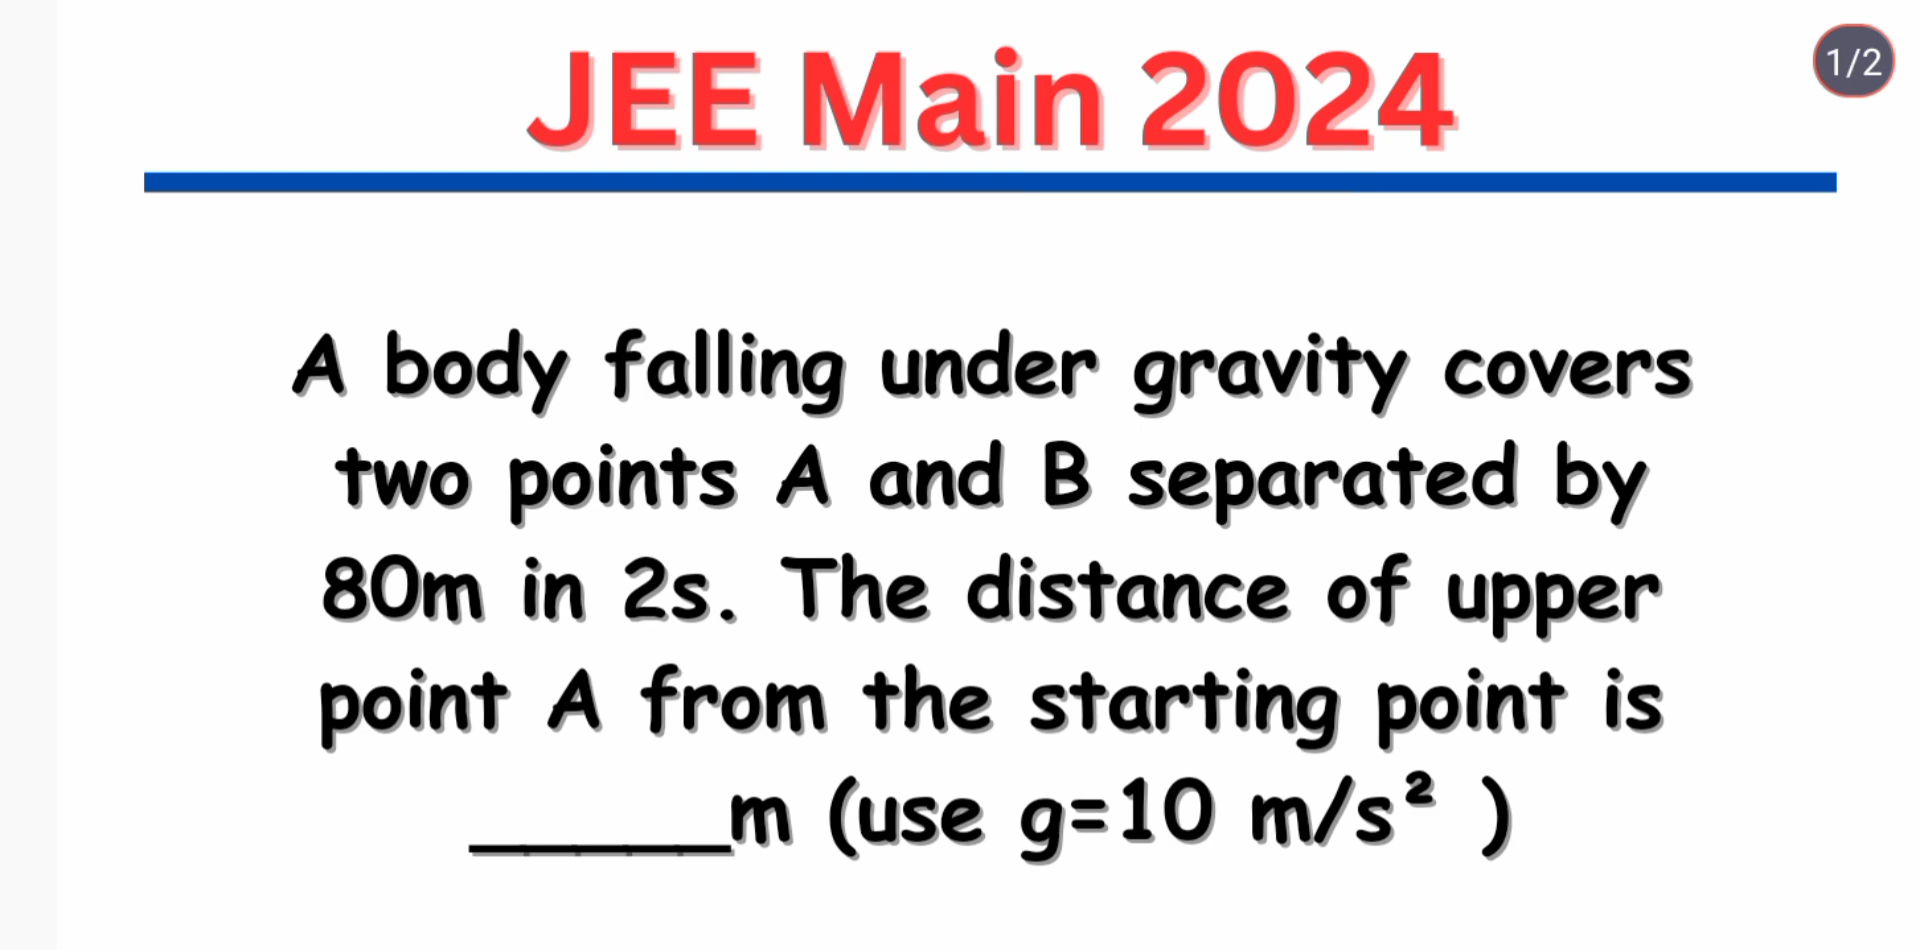 JEE Main 2024
1/2
A body falling under gravity covers
two points A and B separated by
80m in 2s. The distance of upper
point A from the starting point is
_____m (use g=10 m/s² )